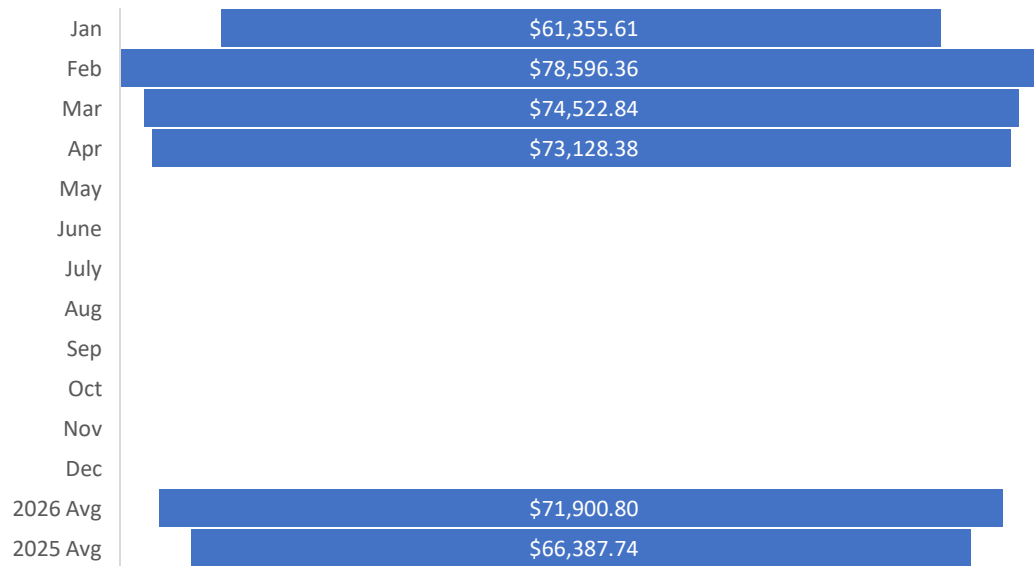 Jan $61,355.61
Feb $78,596.36
Mar $74,522.84
Apr $73,128.38
May
June
July
Aug
Sep
Oct
Nov
Dec
2026 Avg $71,900.80
2025 Avg $66,387.74